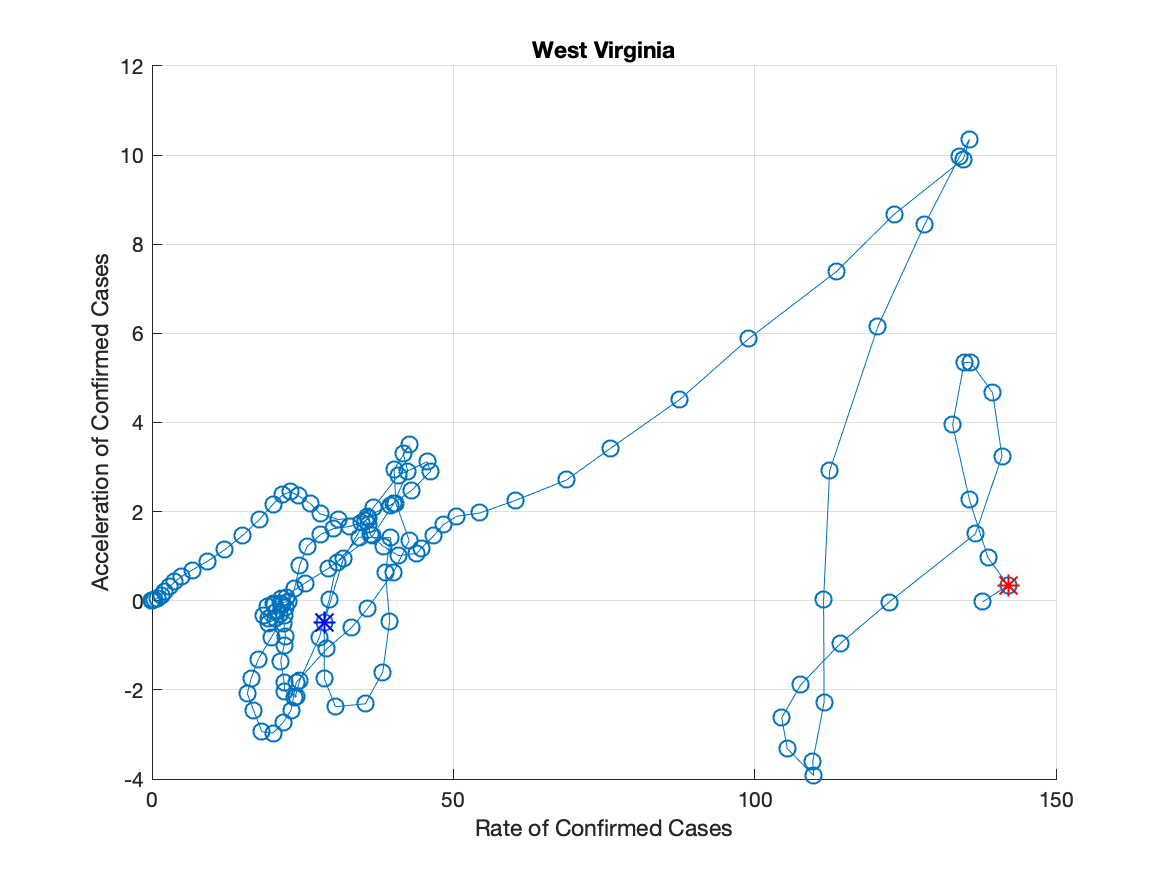 West Virginia
12
10
8
6
4
2
0
-2
-4
0 50 100 150
Rate of Confirmed Cases
Acceleration of Confirmed Cases